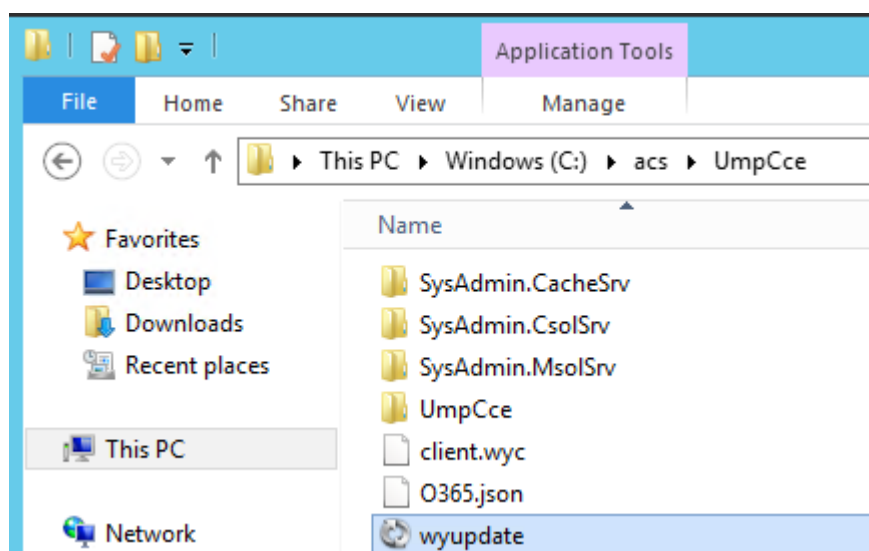 Application Tools
File Home Share View Manage
This PC Windows (C:) acs UmpCce
Name
Favorites
Desktop
Downloads
Recent places
This PC
Network
SysAdmin.CacheSrv
SysAdmin.CsolSrv
SysAdmin.MsolSrv
UmpCce
client.wyc
O365.json
wyupdate